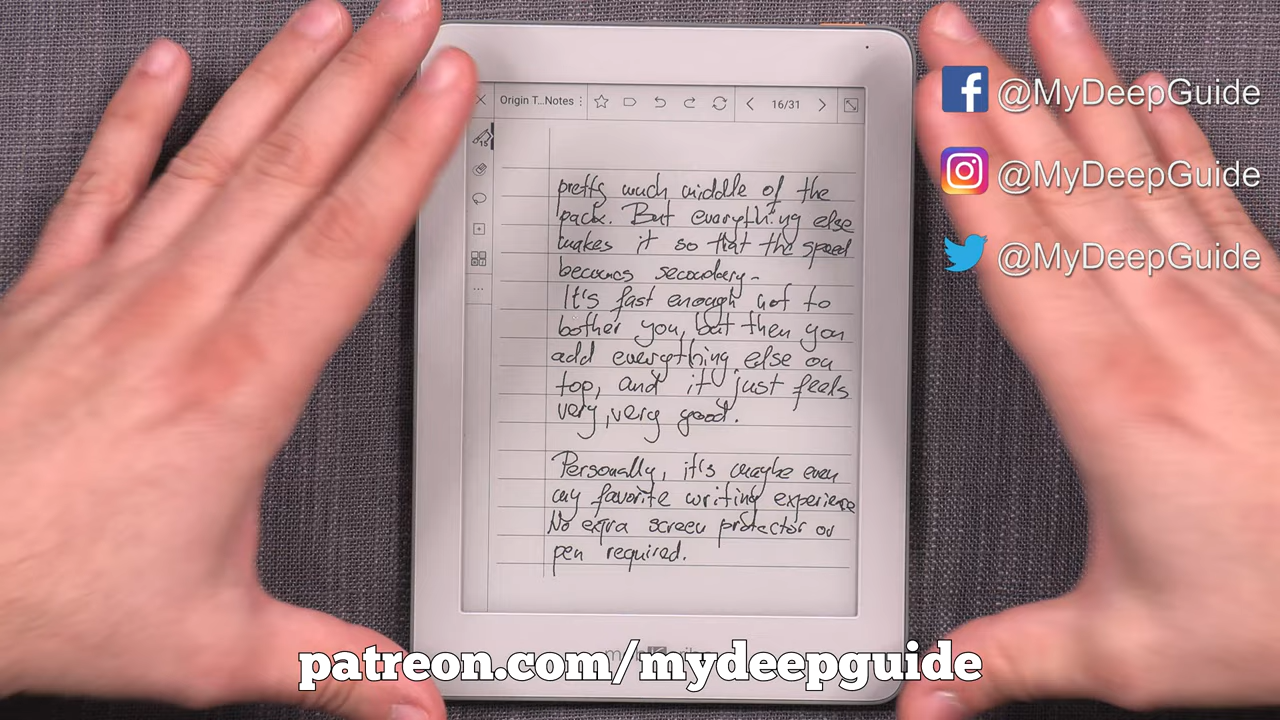 Origin T...Notes
16/31
@MyDeepGuide
@MyDeepGuide
@MyDeepGuide
pretty much middle of the
pack. But everything else
makes it so that the speed
becomes secondary.
It's fast enough not to
bother you, but then you
add everything else on
top, and it just feels
very, very good.
Personally, it's maybe even
my favorite writing experience
No extra screen protector or
pen required.
patreon.com/mydeepguide